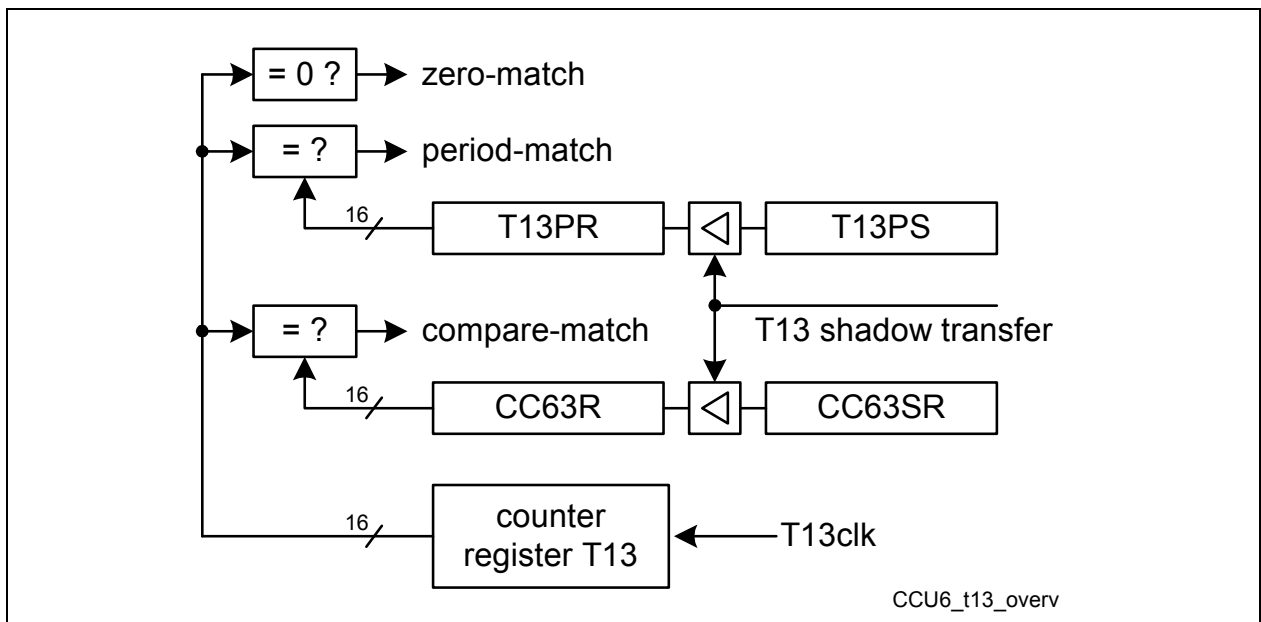 = 0 ?
zero-match
= ?
period-match
16
T13PR
T13PS
= ?
compare-match
T13 shadow transfer
16
CC63R
CC63SR
16
counter
register T13
T13clk
CCU6_t13_overv